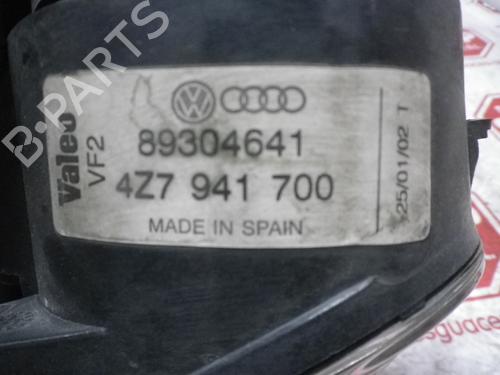 Valeo
VF2
89304641
4Z7 941 700
MADE IN SPAIN
25/01/02 T
B-PARTS